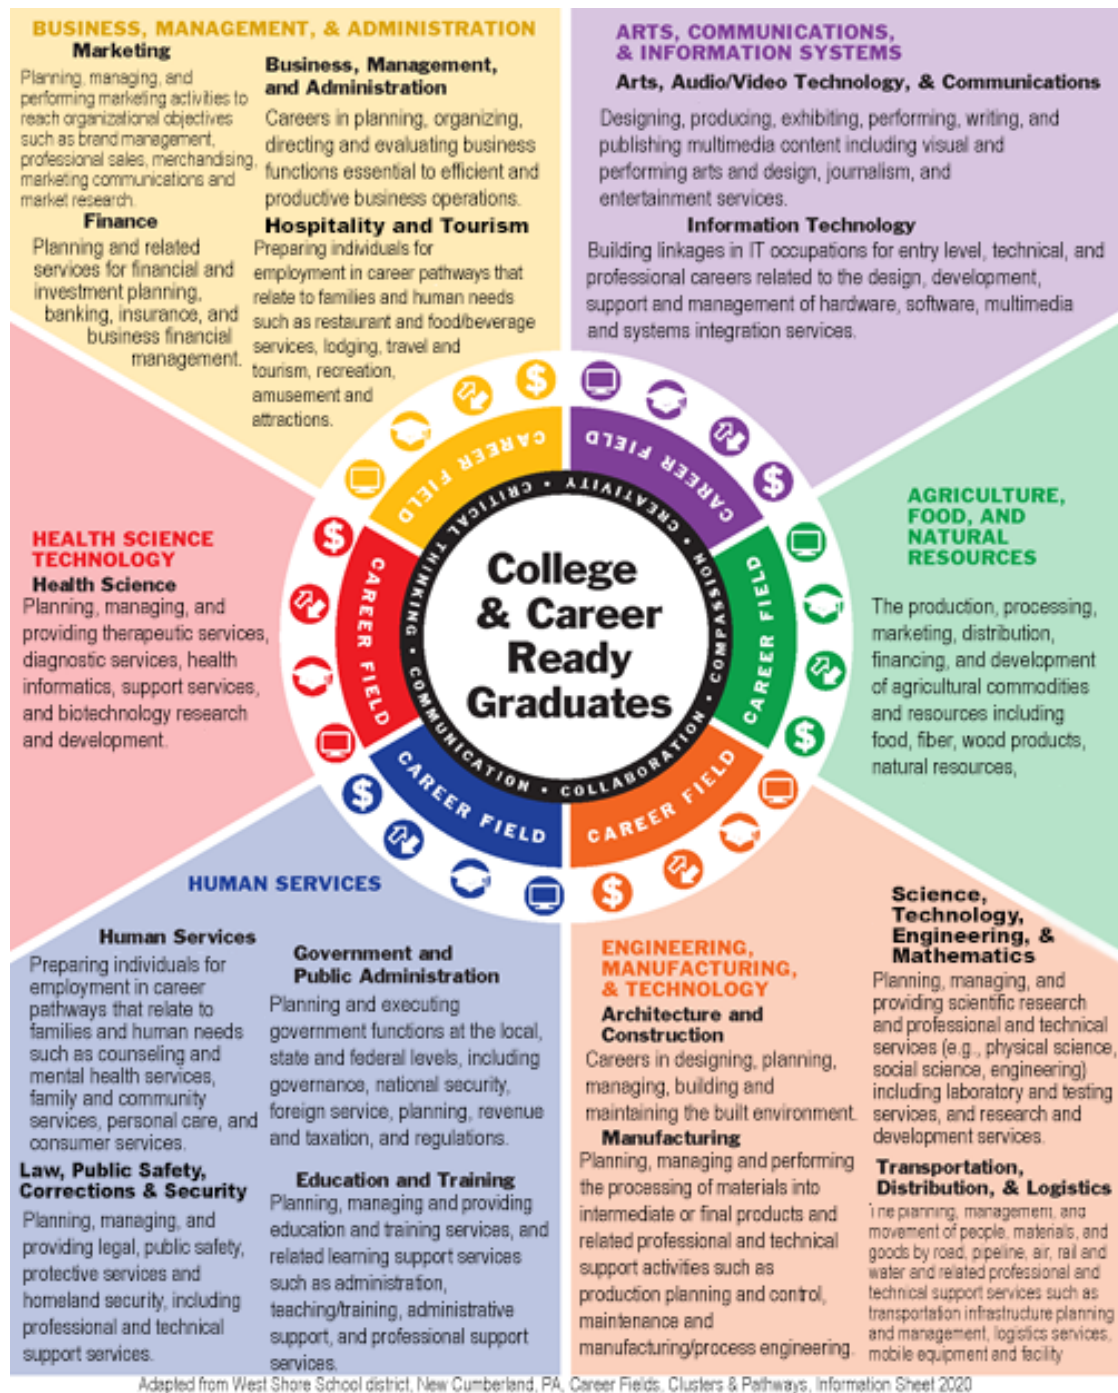 BUSINESS, MANAGEMENT, & ADMINISTRATION
Marketing
Planning, managing, and
performing marketing activities to
reach organizational objectives
such as brand management,
professional sales, merchandising,
marketing communications and
market research.
Finance
Planning and related
services for financial and
investment planning,
banking, insurance, and
business financial
management.
Business, Management,
and Administration
Careers in planning, organizing,
directing and evaluating business
functions essential to efficient and
productive business operations.
Hospitality and Tourism
Preparing individuals for
employment in career pathways that
relate to families and human needs
such as restaurant and food/beverage
services, lodging, travel and
tourism, recreation,
amusement and
attractions.
ARTS, COMMUNICATIONS,
& INFORMATION SYSTEMS
Arts, Audio/Video Technology, & Communications
Designing, producing, exhibiting, performing, writing, and
publishing multimedia content including visual and
performing arts and design, journalism, and
entertainment services.
Information Technology
Building linkages in IT occupations for entry level, technical, and
professional careers related to the design, development,
support and management of hardware, software, multimedia
and systems integration services.
HEALTH SCIENCE
TECHNOLOGY
Health Science
Planning, managing, and
providing therapeutic services,
diagnostic services, health
informatics, support services,
and biotechnology research
and development.
CAREER FIELD
CAREER FIELD
CAREER FIELD
CAREER FIELD
CAREER FIELD
CAREER FIELD
CREATIVITY • COMPASSION • COLLABORATION • COMMUNICATION • CRITICAL THINKING •
College
& Career
Ready
Graduates
$
$
$
$
$
$
AGRICULTURE,
FOOD, AND
NATURAL
RESOURCES
The production, processing,
marketing, distribution,
financing, and development
of agricultural commodities
and resources including
food, fiber, wood products,
natural resources,
HUMAN SERVICES
Human Services
Preparing individuals for
employment in career
pathways that relate to
families and human needs
such as counseling and
mental health services,
family and community
services, personal care, and
consumer services.
Law, Public Safety,
Corrections & Security
Planning, managing, and
providing legal, public safety,
protective services and
homeland security, including
professional and technical
support services.
Government and
Public Administration
Planning and executing
government functions at the local,
state and federal levels, including
governance, national security,
foreign service, planning, revenue
and taxation, and regulations.
Education and Training
Planning, managing and providing
education and training services, and
related learning support services
such as administration,
teaching/training, administrative
support, and professional support
services.
ENGINEERING,
MANUFACTURING,
& TECHNOLOGY
Architecture and
Construction
Careers in designing, planning,
managing, building and
maintaining the built environment.
Manufacturing
Planning, managing and performing
the processing of materials into
intermediate or final products and
related professional and technical
support activities such as
production planning and control,
maintenance and
manufacturing/process engineering.
Science,
Technology,
Engineering, &
Mathematics
Planning, managing, and
providing scientific research
and professional and technical
services (e.g., physical science,
social science, engineering)
including laboratory and testing
services, and research and
development services.
Transportation,
Distribution, & Logistics
The planning, management, and
movement of people, materials, and
goods by road, pipeline, air, rail and
water and related professional and
technical support services such as
transportation infrastructure planning
and management, logistics services,
mobile equipment and facility
Adapted from West Shore School district, New Cumberland, PA, Career Fields, Clusters & Pathways, Information Sheet 2020